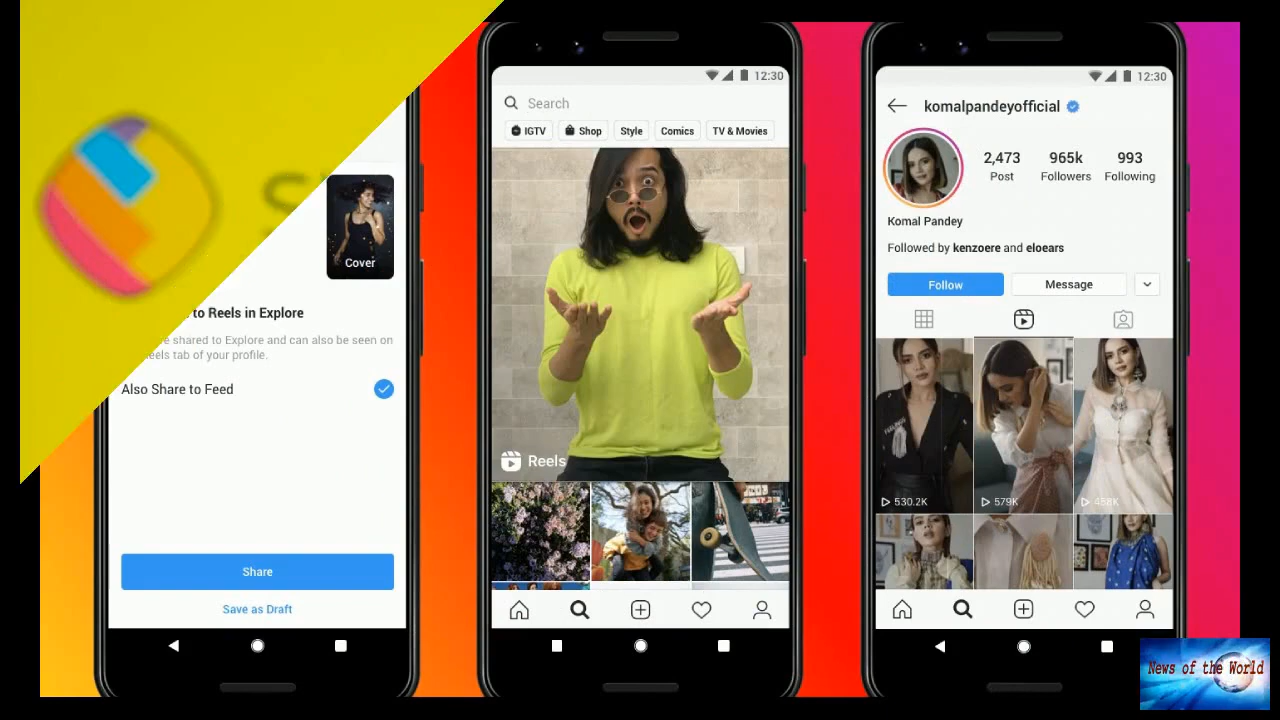 Cover
to Reels in Explore
shared to Explore and can also be seen on
tab of your profile.
Also Share to Feed
Share
Save as Draft
12:30
Search
IGTV
Shop
Style
Comics
TV & Movies
Reels
12:30
komalpandeyofficial
2,473
965k
993
Post
Followers
Following
Komal Pandey
Followed by kenzoere and eloears
Follow
Message
530.2K
579K
458K
News of the World